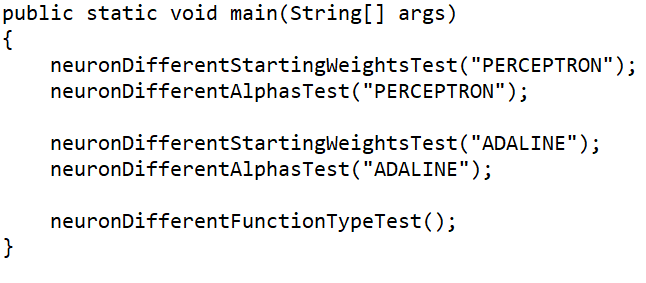 public static void main(String[] args)
{
    neuronDifferentStartingWeightsTest("PERCEPTRON");
    neuronDifferentAlphasTest("PERCEPTRON");

    neuronDifferentStartingWeightsTest("ADALINE");
    neuronDifferentAlphasTest("ADALINE");

    neuronDifferentFunctionTypeTest();
}